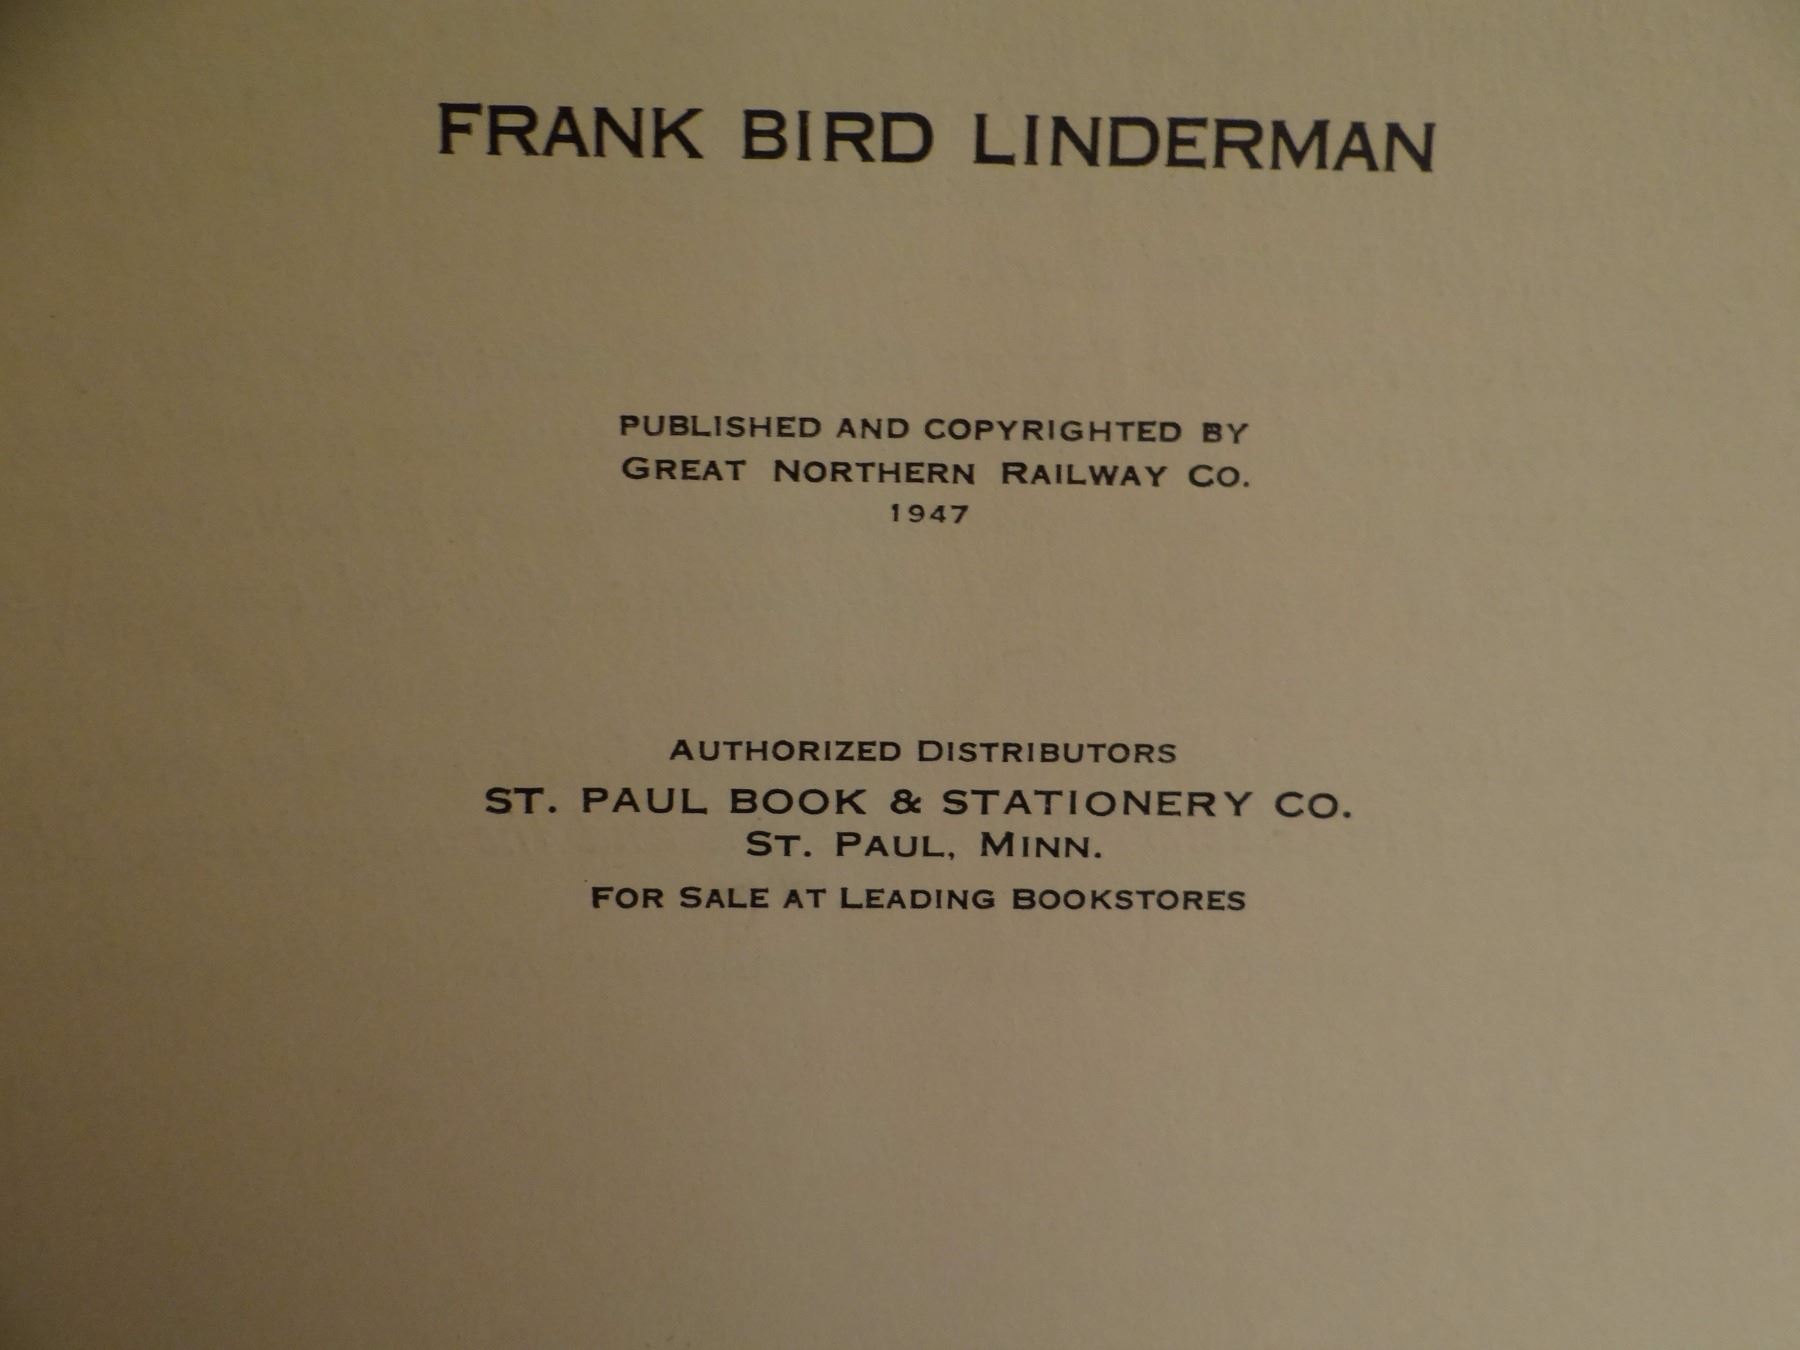 FRANK BIRD LINDERMAN
PUBLISHED AND COPYRIGHTED BY
GREAT NORTHERN RAILWAY CO.
1947
AUTHORIZED DISTRIBUTORS
ST. PAUL BOOK & STATIONERY CO.
ST. PAUL, MINN.
FOR SALE AT LEADING BOOKSTORES